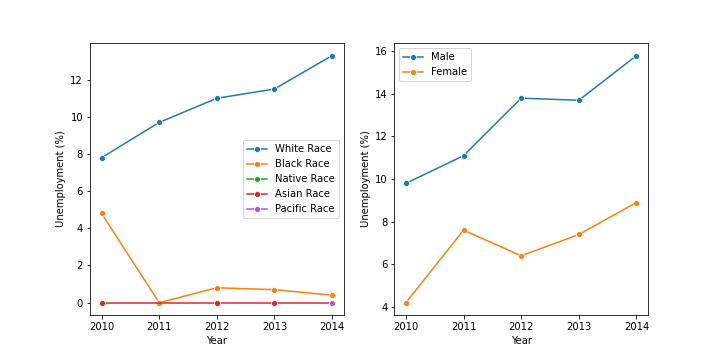 Unemployment (%)
12
10
8
6
4
2
0
White Race
Black Race
Native Race
Asian Race
Pacific Race
2010 2011 2012 2013 2014
Year
Unemployment (%)
16
14
12
10
8
6
4
Male
Female
2010 2011 2012 2013 2014
Year